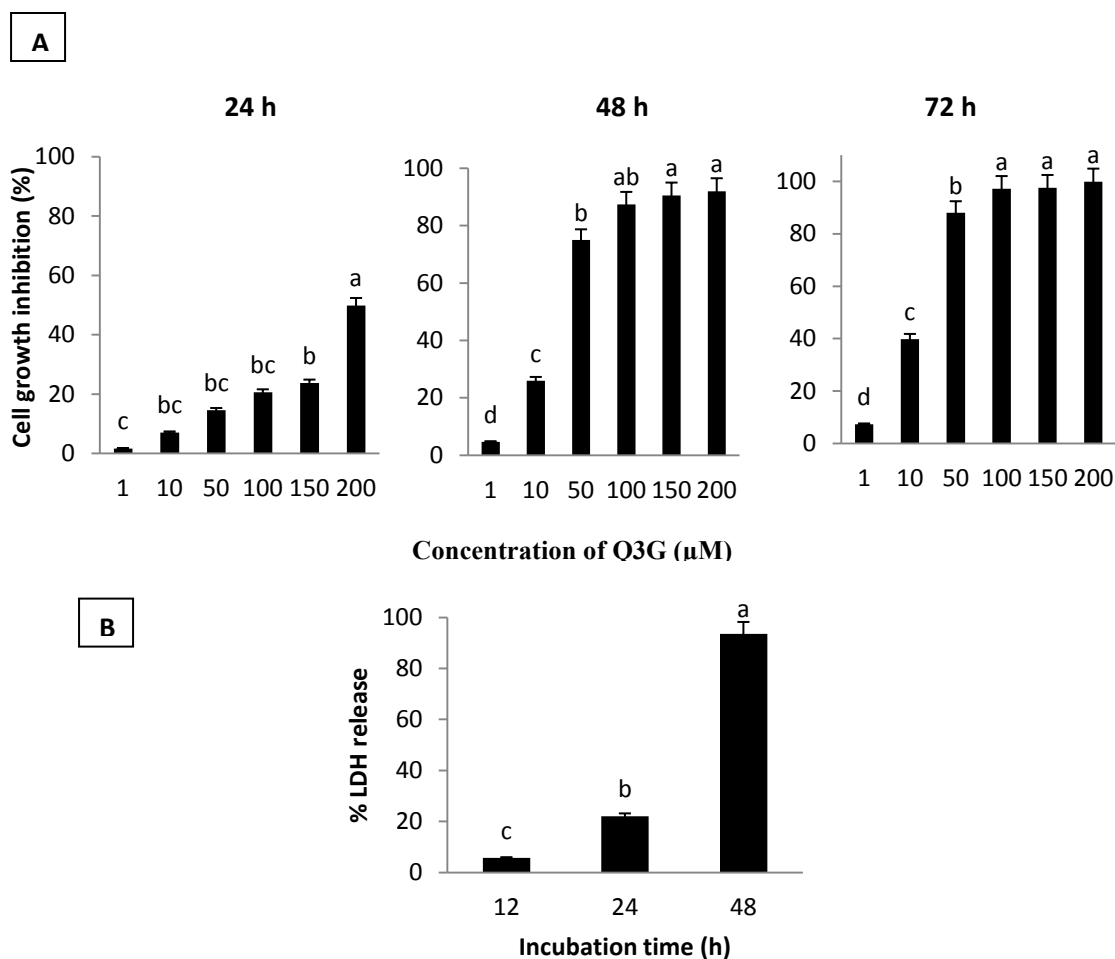 A
24 h 48 h 72 h
Cell growth inhibition (%)
100 80 60 40 20 0
c bc bc bc b a
1 10 50 100 150 200
100 80 60 40 20 0
d c b ab a a
1 10 50 100 150 200
100 80 60 40 20 0
d c b a a a
1 10 50 100 150 200
Concentration of Q3G (µM)
B
% LDH release
100 80 60 40 20 0
c b a
12 24 48
Incubation time (h)